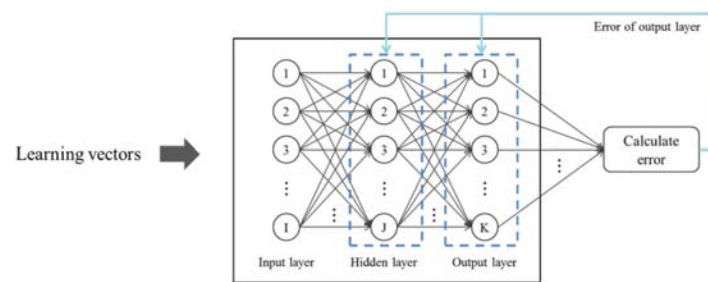 Error of output layer
1 1 1
2 2 2
Learning vectors
3 3 3
Calculate
error
I J K
Input layer Hidden layer Output layer